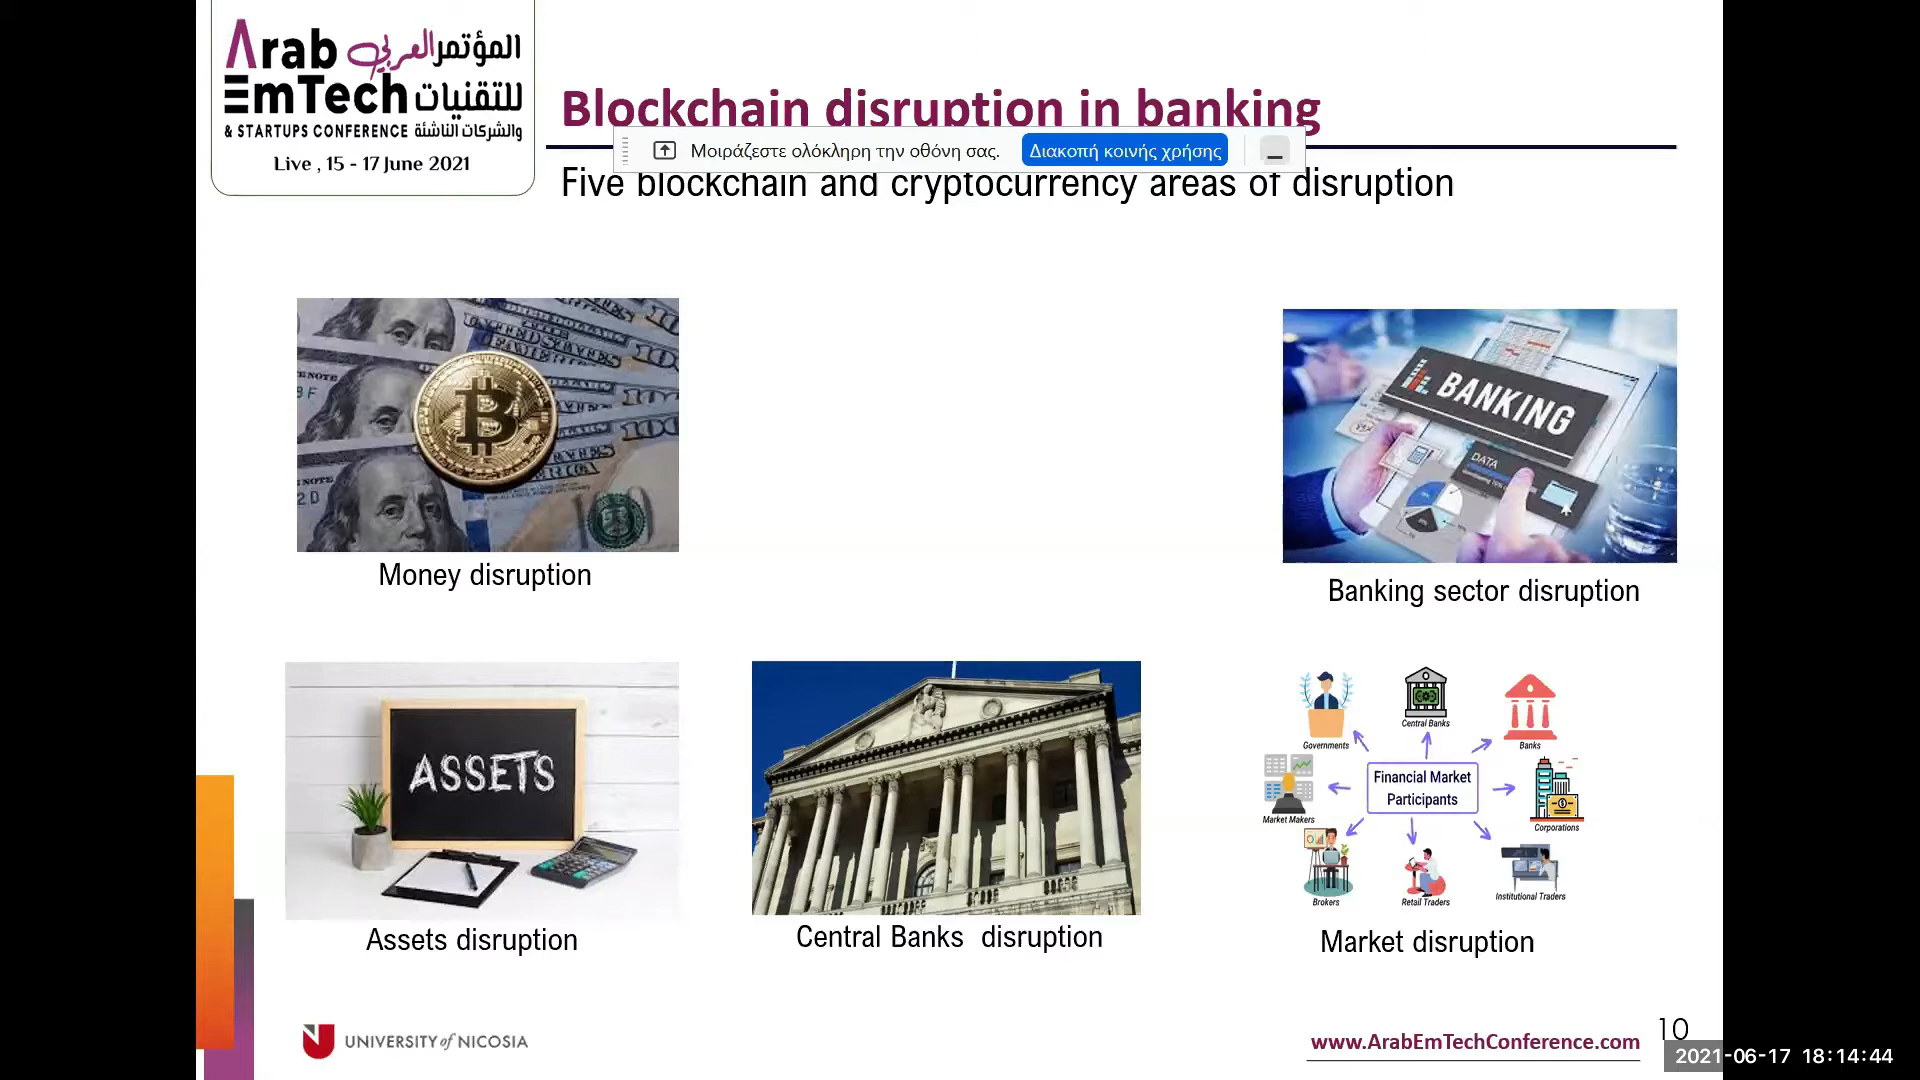 Arab المؤتمر العربي
EmTech للتقنيات
& STARTUPS CONFERENCE والشركات الناشئة
Live , 15 - 17 June 2021
Blockchain disruption in banking
Μοιράζεστε ολόκληρη την οθόνη σας. Διακοπή κοινής χρήσης
Five blockchain and cryptocurrency areas of disruption
BANKING
DATA
Money disruption
Banking sector disruption
ASSETS
Governments
Central Banks
Banks
Financial Market
Participants
Market Makers
Corporations
Brokers
Retail Traders
Institutional Traders
Assets disruption
Central Banks  disruption
Market disruption
UNIVERSITY of NICOSIA
www.ArabEmTechConference.com
10
2021-06-17 18:14:44